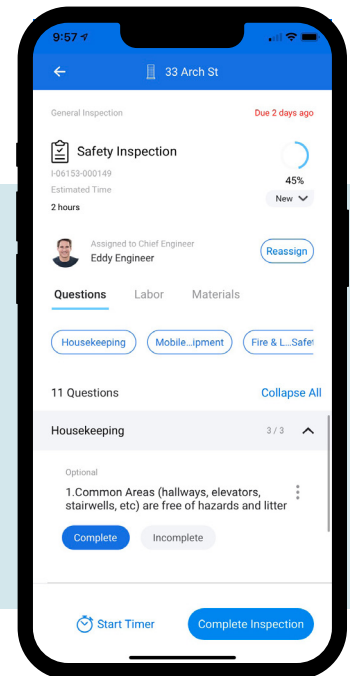 9:57
33 Arch St
General Inspection
Due 2 days ago
Safety Inspection
I-06153-000149
45%
Estimated Time
New
2 hours
Assigned to Chief Engineer
Eddy Engineer
Reassign
Questions Labor Materials
Housekeeping Mobile...ipment Fire & L...Safe
11 Questions Collapse All
Housekeeping 3 / 3
Optional
1.Common Areas (hallways, elevators,
stairwells, etc) are free of hazards and litter
Complete Incomplete
Start Timer Complete Inspection